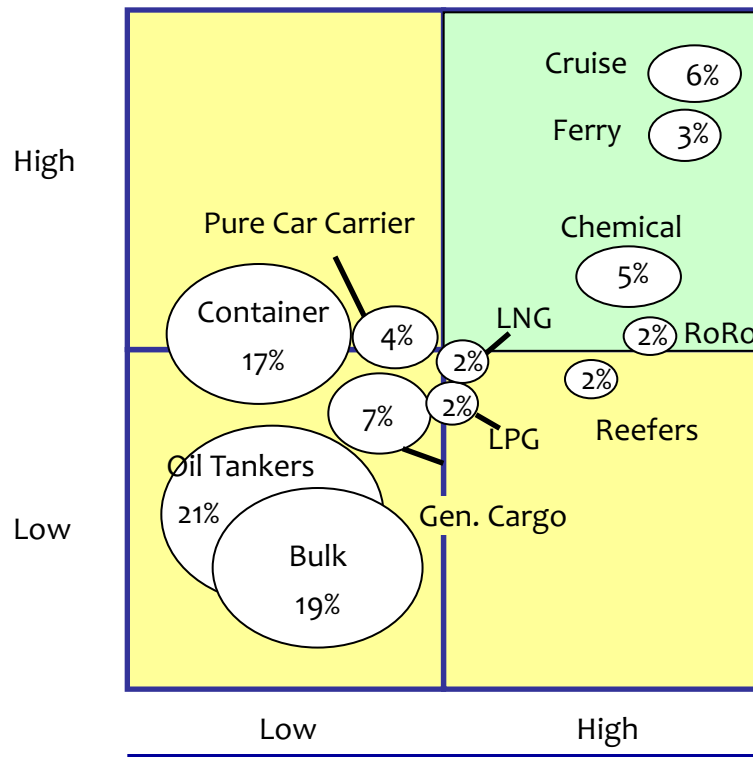 Cruise
6%
Ferry
3%
High
Pure Car Carrier
Chemical
5%
Container
17%
4%
LNG
2%
2%
RoRo
2%
7%
2%
LPG
Reefers
Oil Tankers
21%
Gen. Cargo
Low
Bulk
19%
Low
High